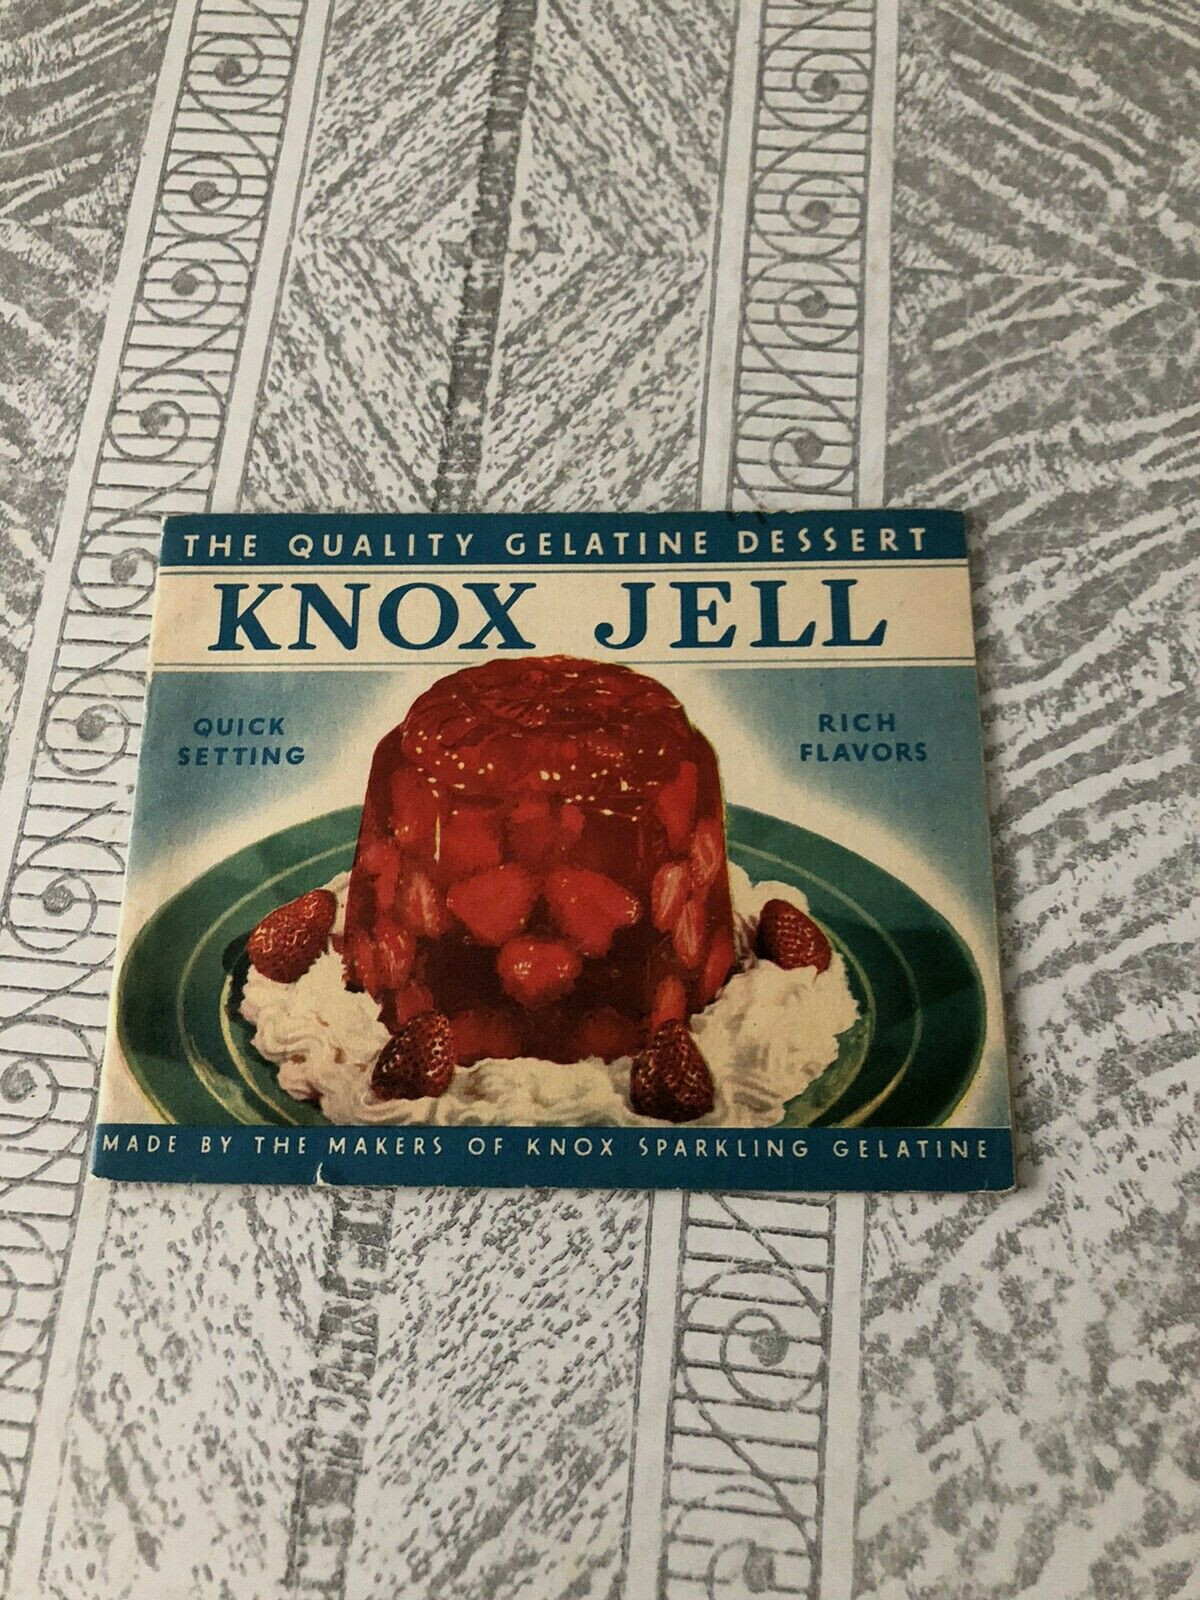 THE QUALITY GELATINE DESSERT
KNOX JELL
QUICK
SETTING
RICH
FLAVORS
MADE BY THE MAKERS OF KNOX SPARKLING GELATINE